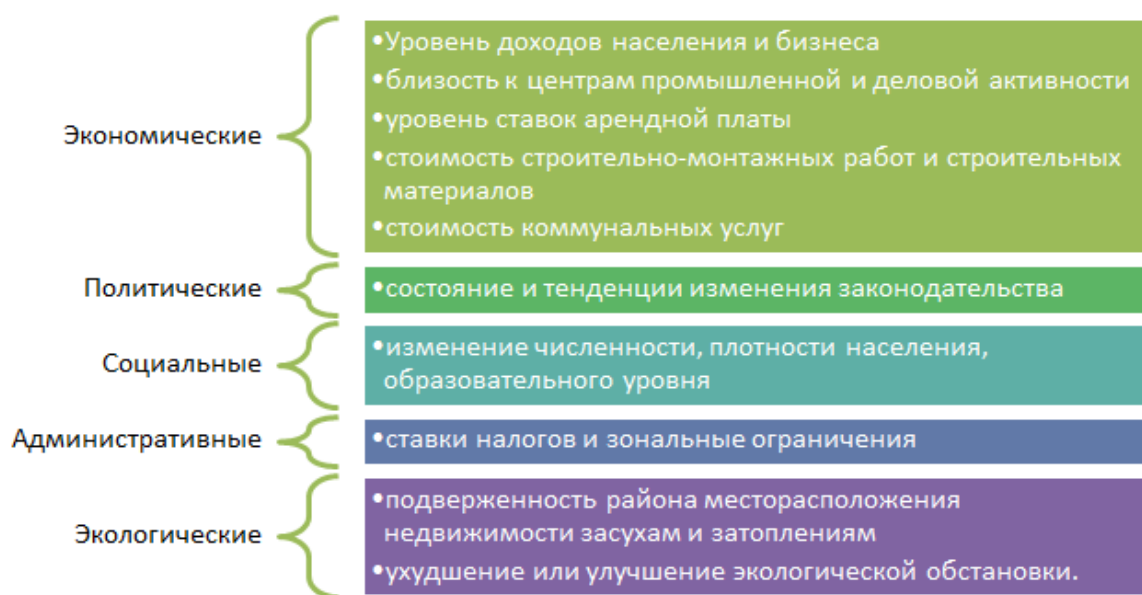 Экономические
•Уровень доходов населения и бизнеса
•близость к центрам промышленной и деловой активности
•уровень ставок арендной платы
•стоимость строительно-монтажных работ и строительных
материалов
•стоимость коммунальных услуг
Политические
•состояние и тенденции изменения законодательства
Социальные
•изменение численности, плотности населения,
образовательного уровня
Административные
•ставки налогов и зональные ограничения
Экологические
•подверженность района месторасположения
недвижимости засухам и затоплениям
•ухудшение или улучшение экологической обстановки.